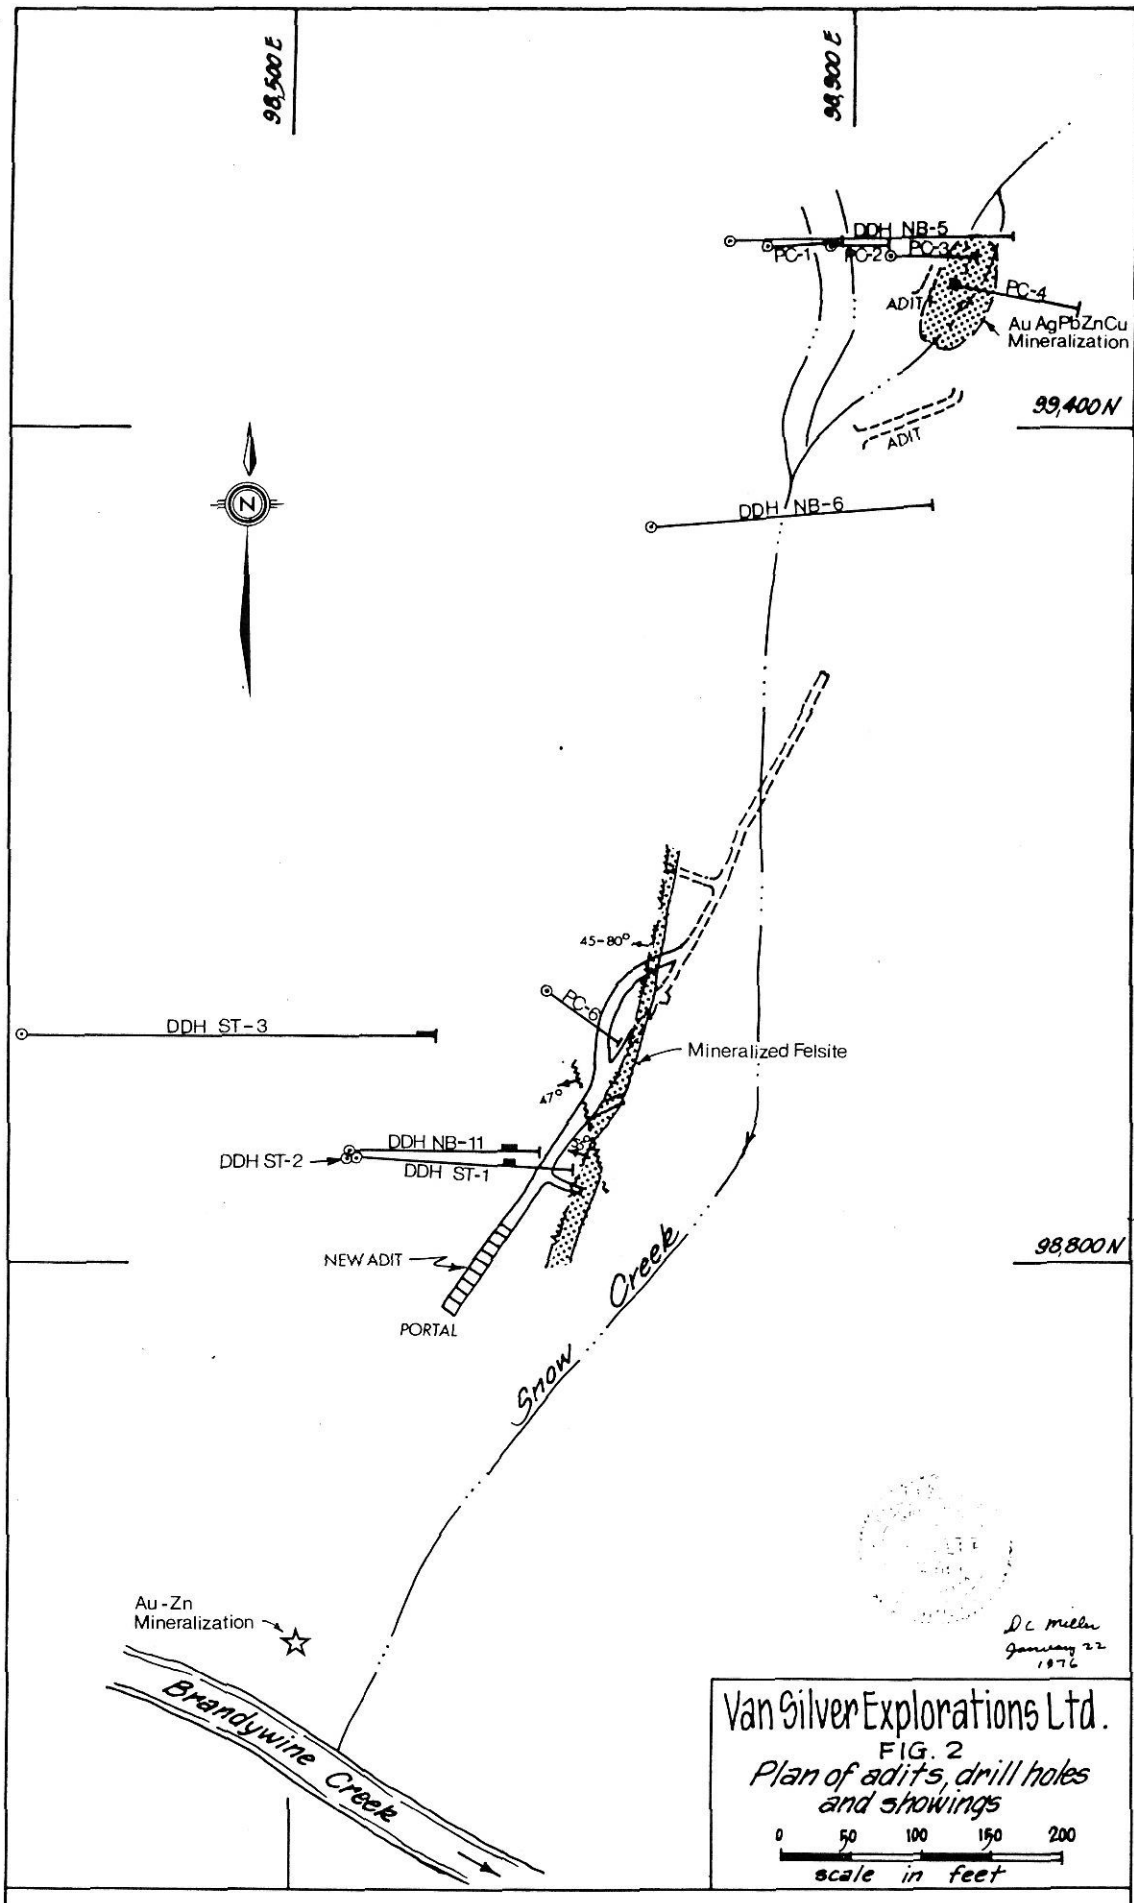 98,500 E
98,900 E
DDH NB-5
PC-1
PC-2
PC-3
PC-4
ADIT
Au Ag Pb Zn Cu
Mineralization
99,400 N
ADIT
N
DDH NB-6
45-80°
PC-6
DDH ST-3
Mineralized Felsite
47°
DDH NB-11
DDH ST-2
DDH ST-1
NEW ADIT
98,800 N
PORTAL
Snow Creek
Au-Zn
Mineralization
Brandywine Creek
D C Miller
January 22
1976
Van Silver Explorations Ltd.
FIG. 2
Plan of adits, drill holes
and showings
0 50 100 150 200
scale in feet